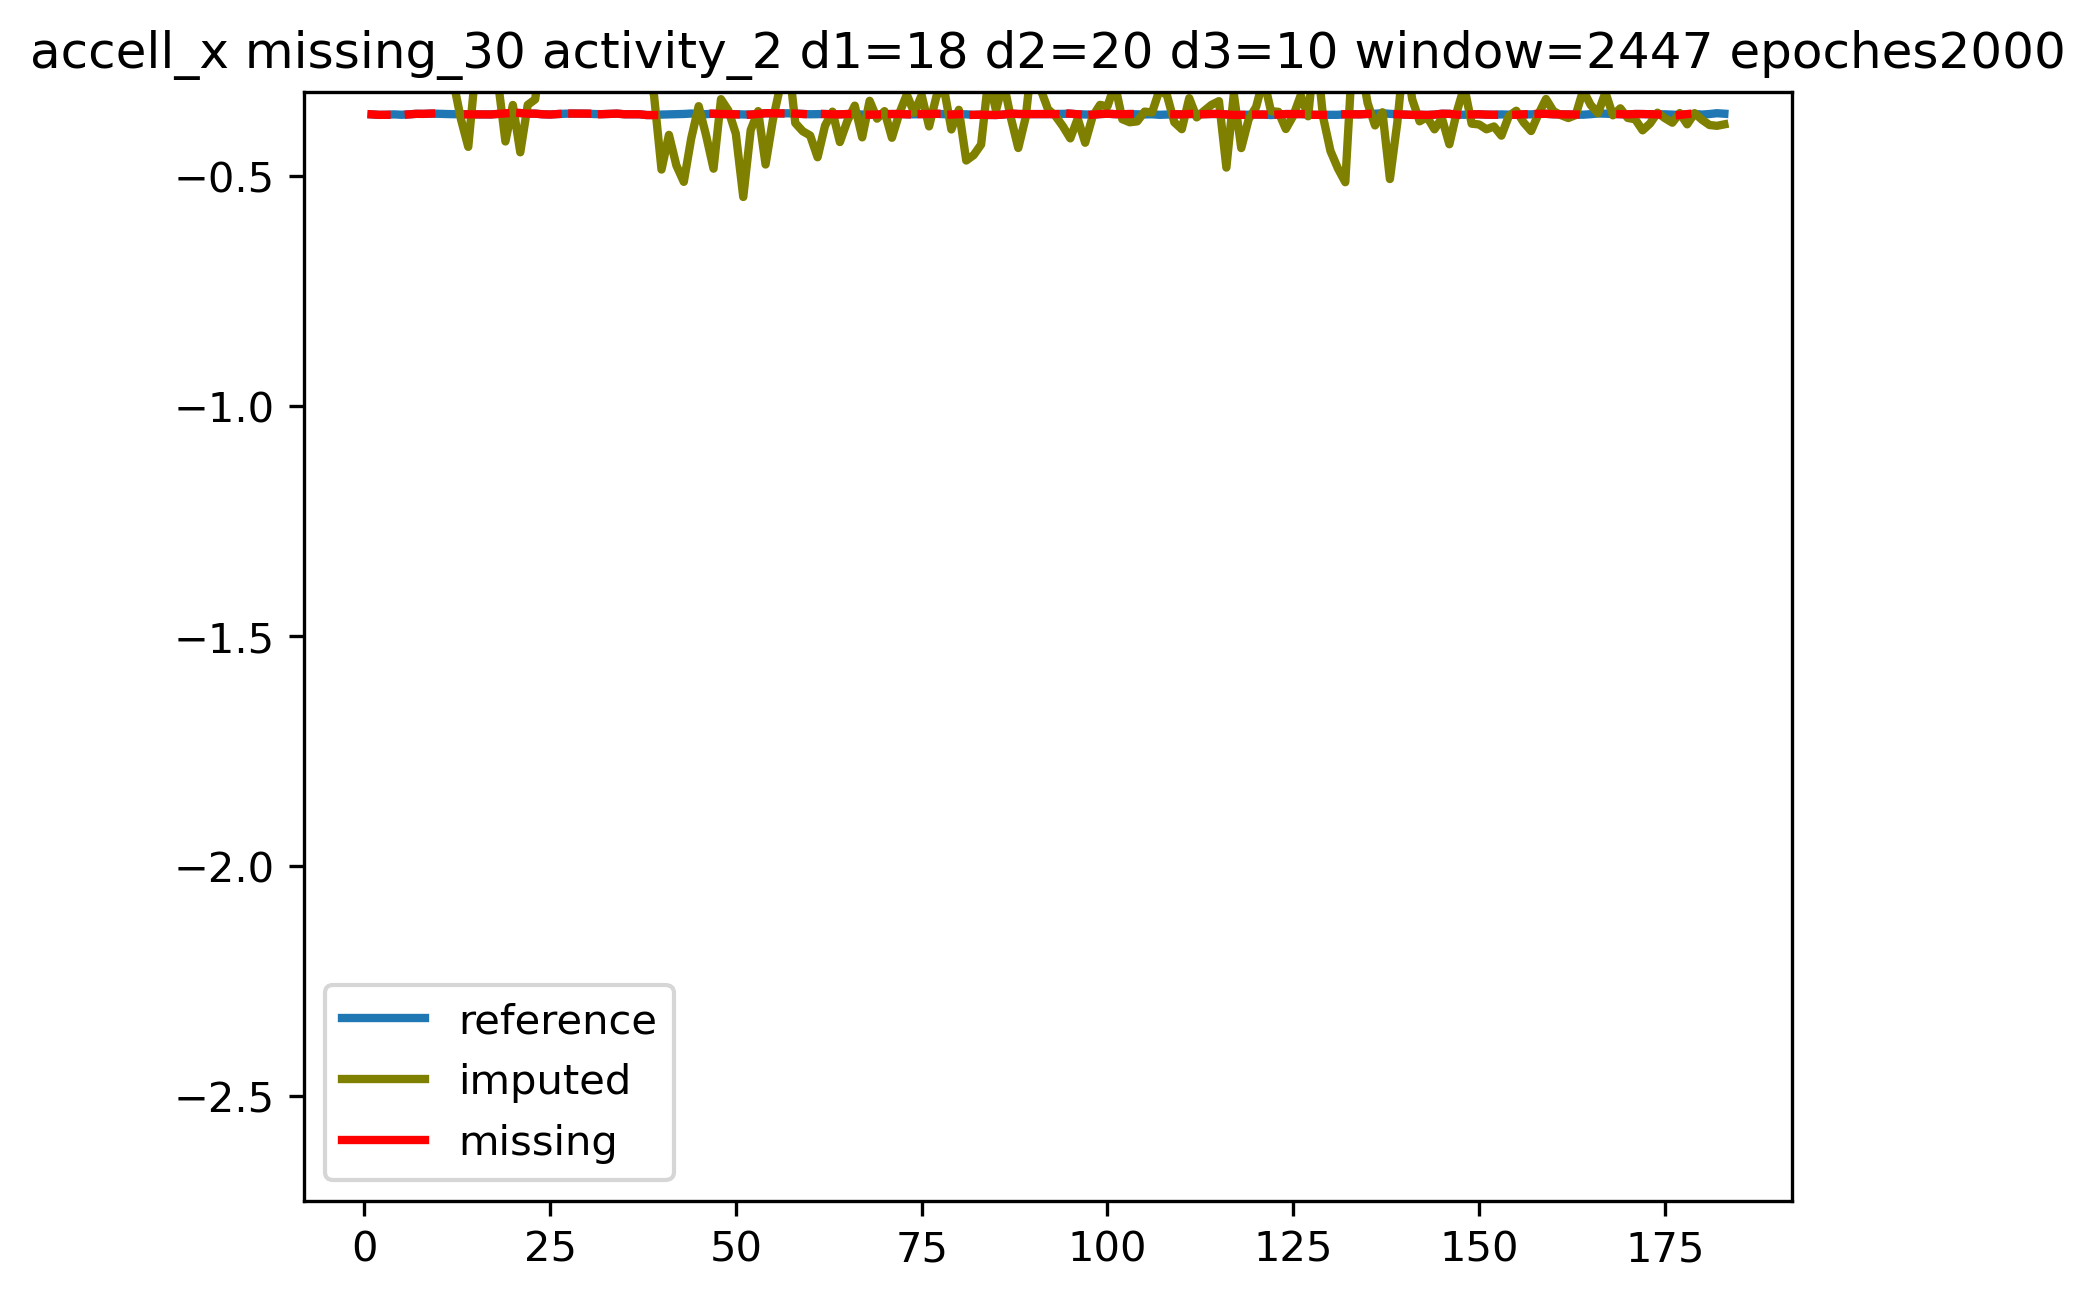 accell_x missing_30 activity_2 d1=18 d2=20 d3=10 window=2447 epoches2000
−0.5
−1.0
−1.5
−2.0
−2.5
reference
imputed
missing
0 25 50 75 100 125 150 175